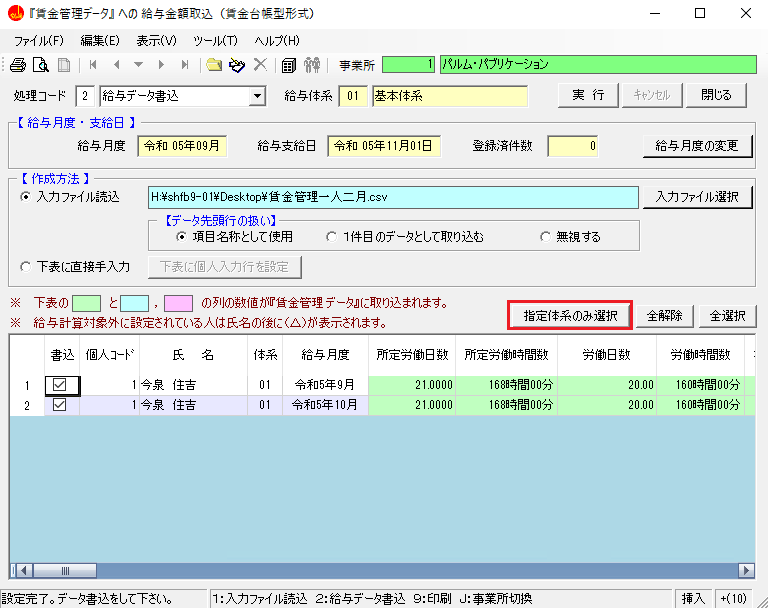 『賃金管理データ』 への 給与金額取込 （賃金台帳型形式）
ファイル(F) 編集(E) 表示(V) ツール(T) ヘルプ(H)
事業所 1 パルム・パブリケーション
処理コード 2 給与データ書込 給与体系 01 基本体系 実 行 キャンセル 閉じる
【 給与月度・支給日 】
給与月度 令和 05年09月 給与支給日 令和 05年11月01日 登録済件数 0 給与月度の変更
【 作成方法 】
入力ファイル読込 H:¥shfb9-01¥Desktop¥賃金管理一人二月.csv 入力ファイル選択
【データ先頭行の扱い】
項目名称として使用 1件目のデータとして取り込む 無視する
下表に直接手入力 下表に個人入力行を設定
※ 下表の と , の列の数値が『賃金管理データ』に取り込まれます。
※ 給与計算対象外に設定されている人は氏名の後に(△)が表示されます。
指定体系のみ選択 全解除 全選択
書込 個人コード 氏 名 体系 給与月度 所定労働日数 所定労働時間数 労働日数 労働時間数
1 1 今泉 住吉 01 令和5年9月 21.0000 168時間00分 20.00 160時間00分
2 1 今泉 住吉 01 令和5年10月 21.0000 168時間00分 20.00 160時間00分
設定完了。データ書込をして下さい。 1:入力ファイル読込 2:給与データ書込 9:印刷 J:事業所切換 挿入 +(10)